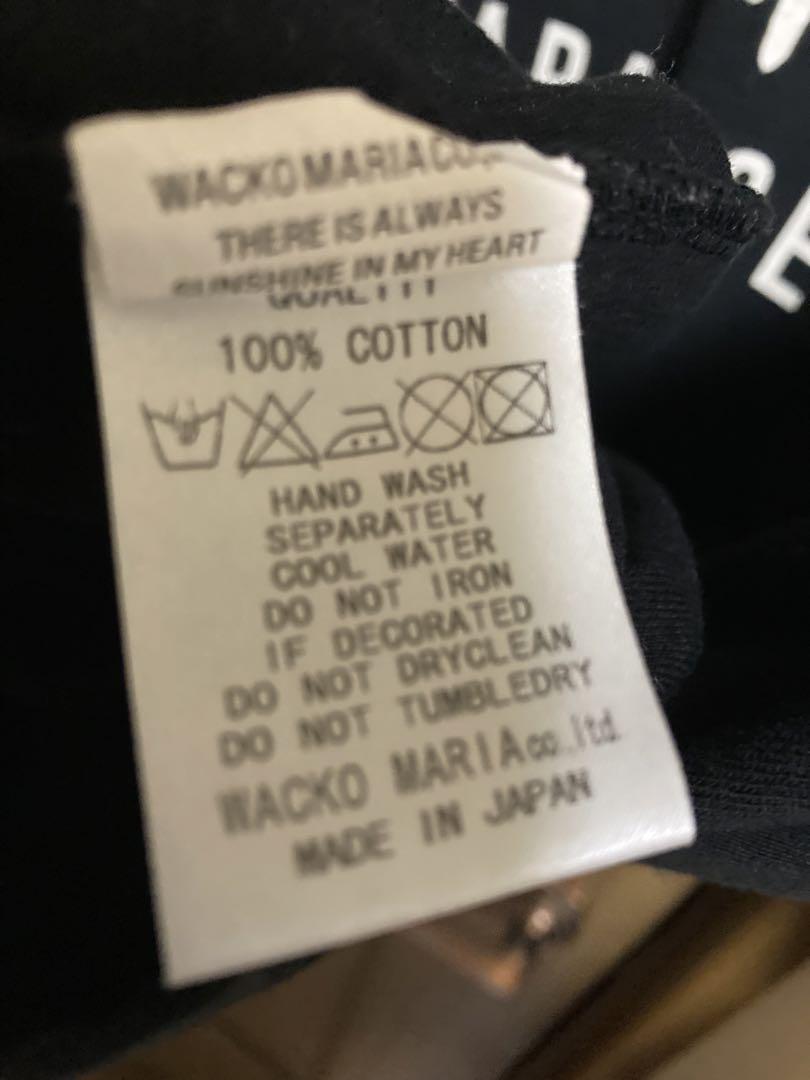 WACKO MARIA CO.,
THERE IS ALWAYS
SUNSHINE IN MY HEART
QUALITY
100% COTTON
HAND WASH
SEPARATELY
COOL WATER
DO NOT IRON
IF DECORATED
DO NOT DRYCLEAN
DO NOT TUMBLEDRY
WACKO MARIA co.,ltd
MADE IN JAPAN